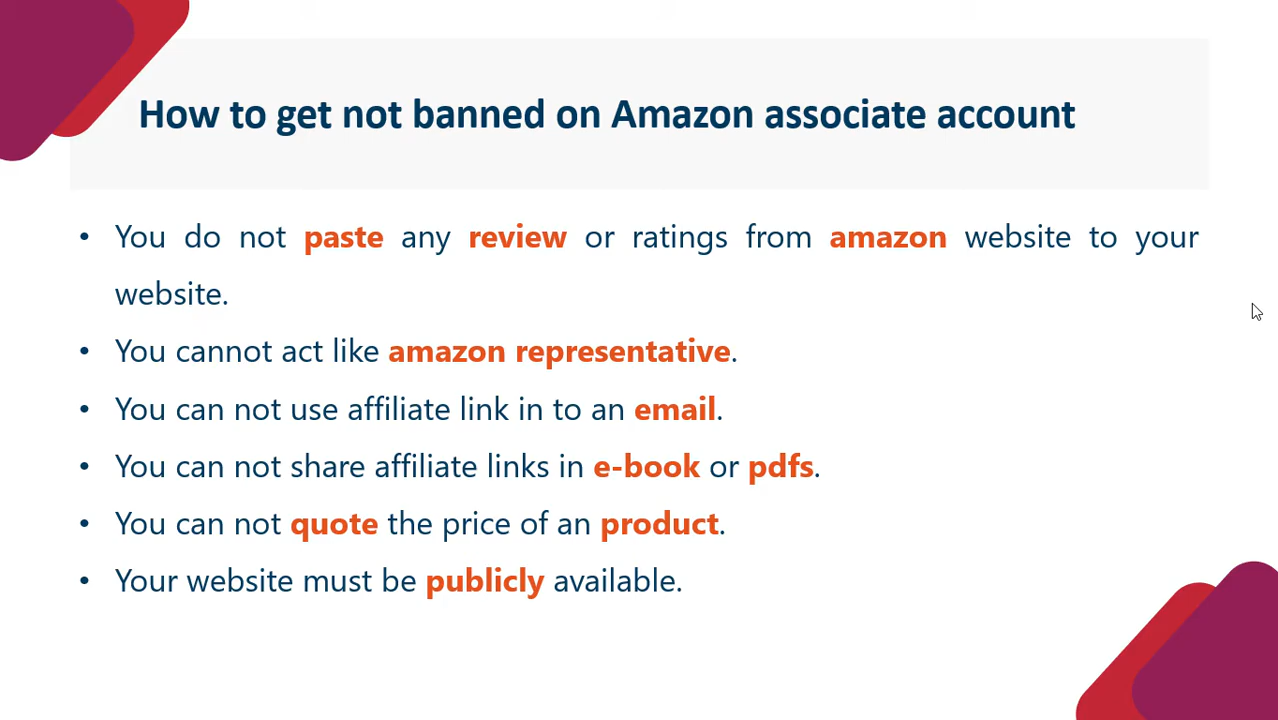 How to get not banned on Amazon associate account
• You do not paste any review or ratings from amazon website to your
website.
• You cannot act like amazon representative.
• You can not use affiliate link in to an email.
• You can not share affiliate links in e-book or pdfs.
• You can not quote the price of an product.
• Your website must be publicly available.